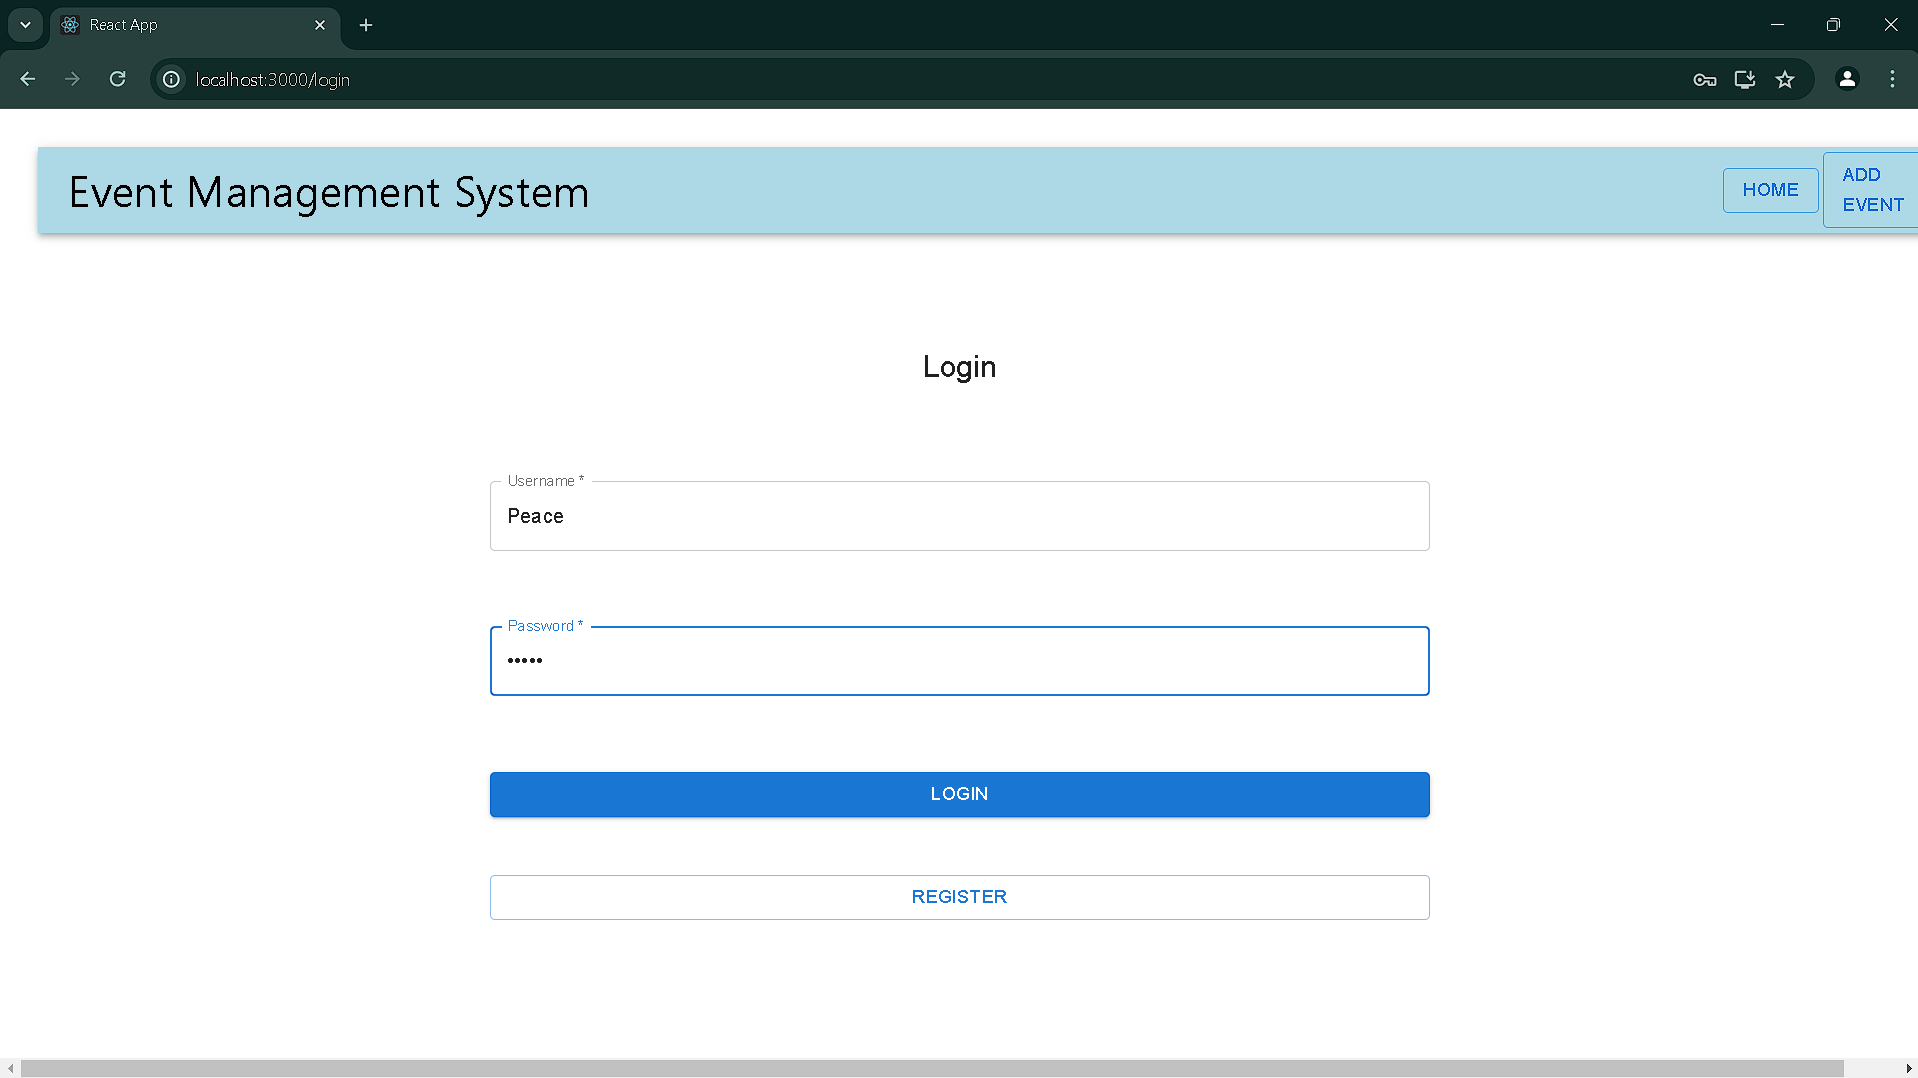 React App
localhost:3000/login
Event Management System
HOME
ADD
EVENT
Login
Username *
Peace
Password *
•••••
LOGIN
REGISTER